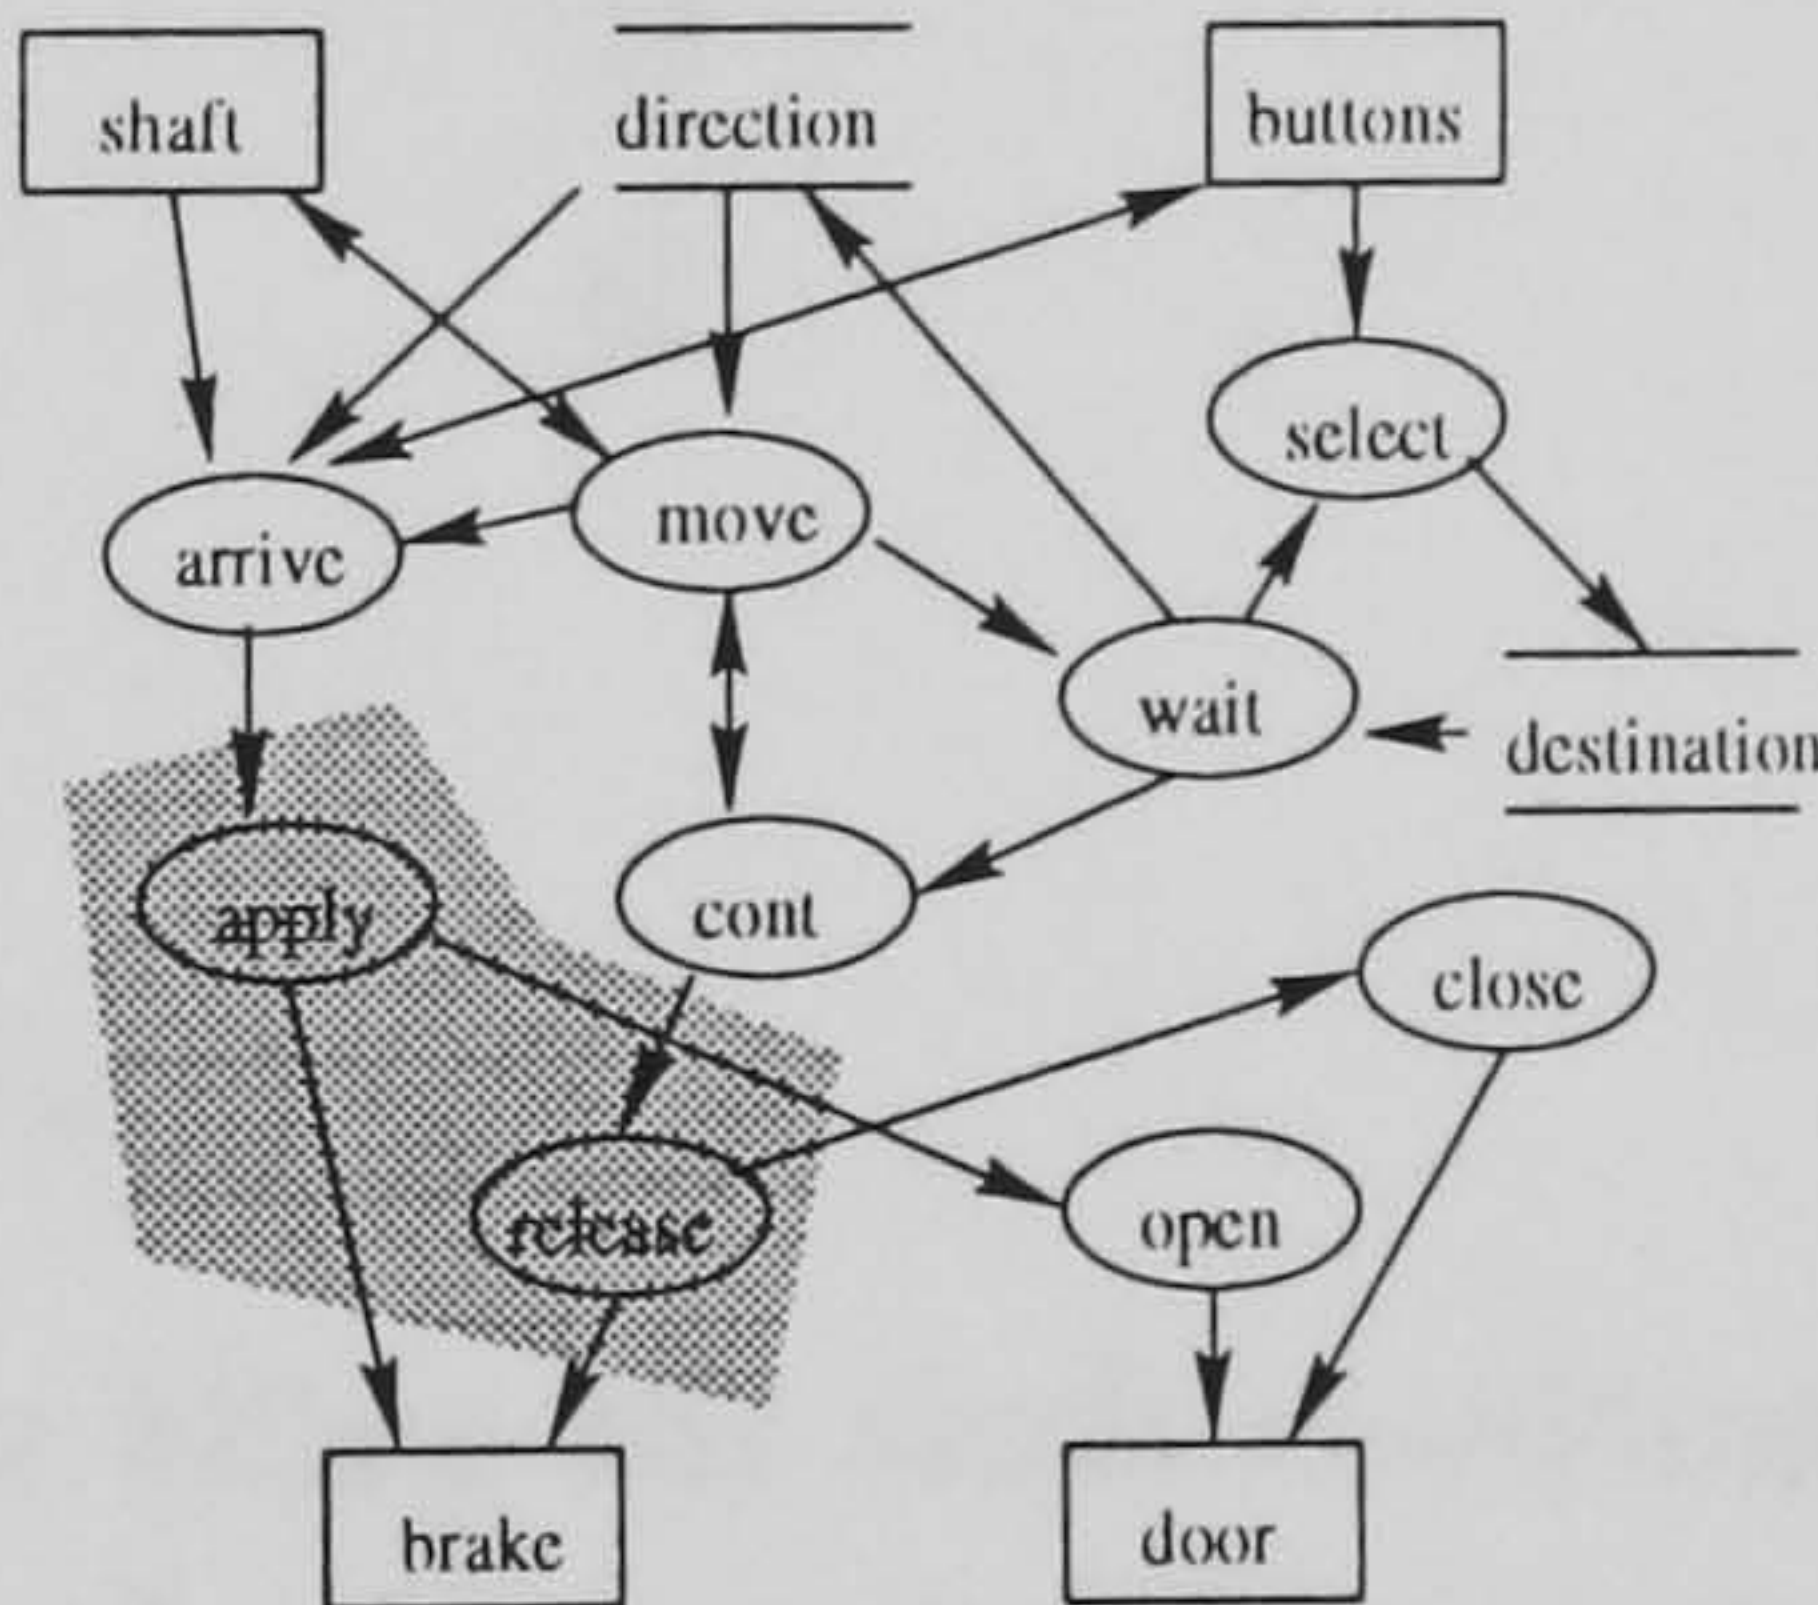 shaft
direction
buttons
select
move
arrive
wait
destination
apply
cont
close
release
open
brake
door